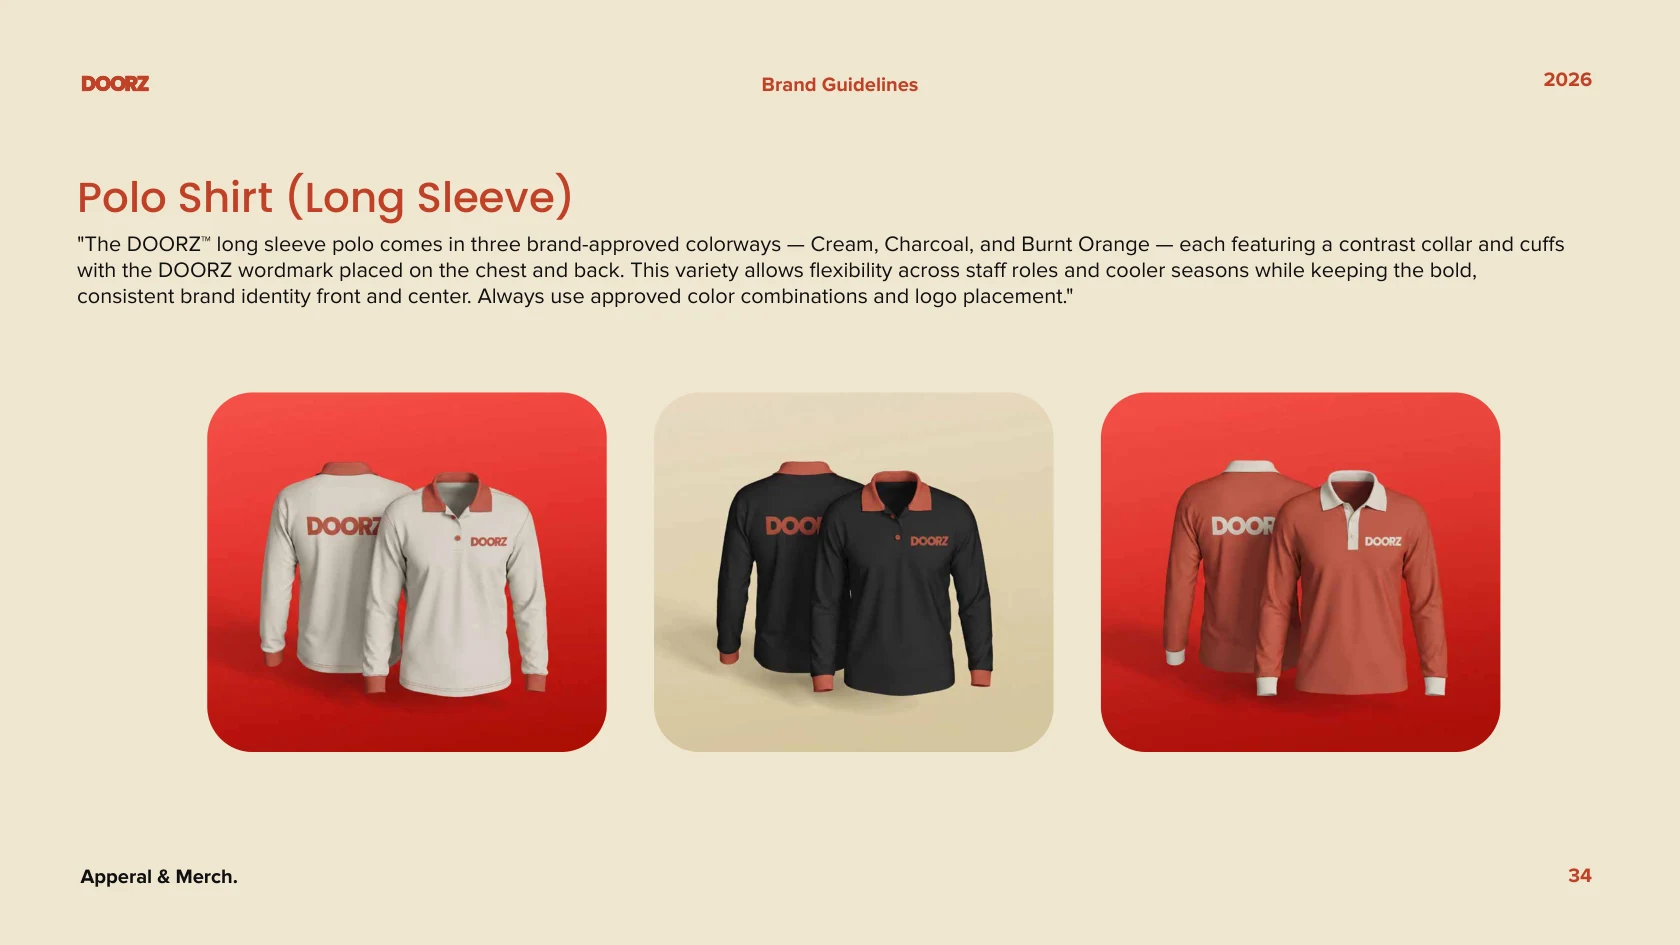 DOORZ
Brand Guidelines
2026
Polo Shirt (Long Sleeve)
"The DOORZ™ long sleeve polo comes in three brand-approved colorways — Cream, Charcoal, and Burnt Orange — each featuring a contrast collar and cuffs
with the DOORZ wordmark placed on the chest and back. This variety allows flexibility across staff roles and cooler seasons while keeping the bold,
consistent brand identity front and center. Always use approved color combinations and logo placement."
DOORZ
DOORZ
DOO
DOORZ
DOOR
DOORZ
Apperal & Merch.
34